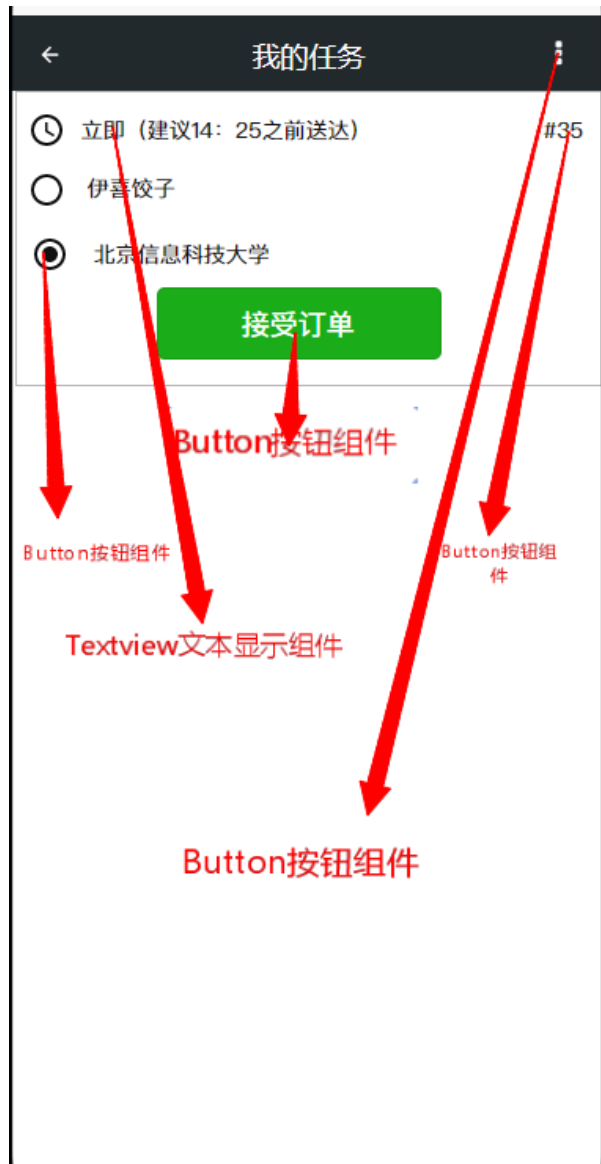 我的任务
立即（建议14：25之前送达） #35
伊喜饺子
北京信息科技大学
接受订单
Button按钮组件
Button按钮组件
Button按钮组
件
Textview文本显示组件
Button按钮组件